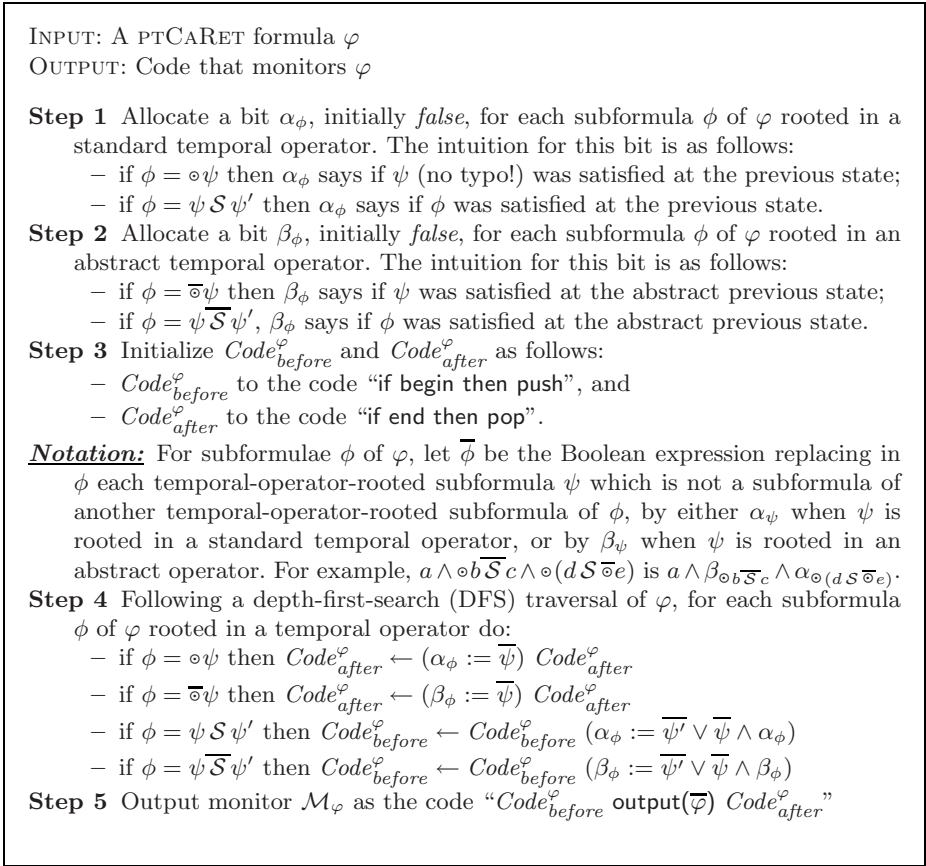 INPUT: A PTCARET formula φ
OUTPUT: Code that monitors φ
Step 1 Allocate a bit α_ϕ, initially false, for each subformula ϕ of φ rooted in a
standard temporal operator. The intuition for this bit is as follows:
– if ϕ = ⊙ψ then α_ϕ says if ψ (no typo!) was satisfied at the previous state;
– if ϕ = ψ 𝒮 ψ′ then α_ϕ says if ϕ was satisfied at the previous state.
Step 2 Allocate a bit β_ϕ, initially false, for each subformula ϕ of φ rooted in an
abstract temporal operator. The intuition for this bit is as follows:
– if ϕ = ⊙̅ψ then β_ϕ says if ψ was satisfied at the abstract previous state;
– if ϕ = ψ 𝒮̅ ψ′, β_ϕ says if ϕ was satisfied at the abstract previous state.
Step 3 Initialize Code^φ_before and Code^φ_after as follows:
– Code^φ_before to the code “if begin then push”, and
– Code^φ_after to the code “if end then pop”.
Notation: For subformulae ϕ of φ, let ϕ̅ be the Boolean expression replacing in
ϕ each temporal-operator-rooted subformula ψ which is not a subformula of
another temporal-operator-rooted subformula of ϕ, by either α_ψ when ψ is
rooted in a standard temporal operator, or by β_ψ when ψ is rooted in an
abstract operator. For example, a ∧ ⊙b 𝒮̅ c ∧ ⊙(d 𝒮 ⊙̅e) is a ∧ β_{⊙b 𝒮̅ c} ∧ α_{⊙(d 𝒮 ⊙̅e)}.
Step 4 Following a depth-first-search (DFS) traversal of φ, for each subformula
ϕ of φ rooted in a temporal operator do:
– if ϕ = ⊙ψ then Code^φ_after ← (α_ϕ := ψ̅) Code^φ_after
– if ϕ = ⊙̅ψ then Code^φ_after ← (β_ϕ := ψ̅) Code^φ_after
– if ϕ = ψ 𝒮 ψ′ then Code^φ_before ← Code^φ_before (α_ϕ := ψ̅′̅ ∨ ψ̅ ∧ α_ϕ)
– if ϕ = ψ 𝒮̅ ψ′ then Code^φ_before ← Code^φ_before (β_ϕ := ψ̅′̅ ∨ ψ̅ ∧ β_ϕ)
Step 5 Output monitor ℳ_φ as the code “Code^φ_before output(φ̅) Code^φ_after”